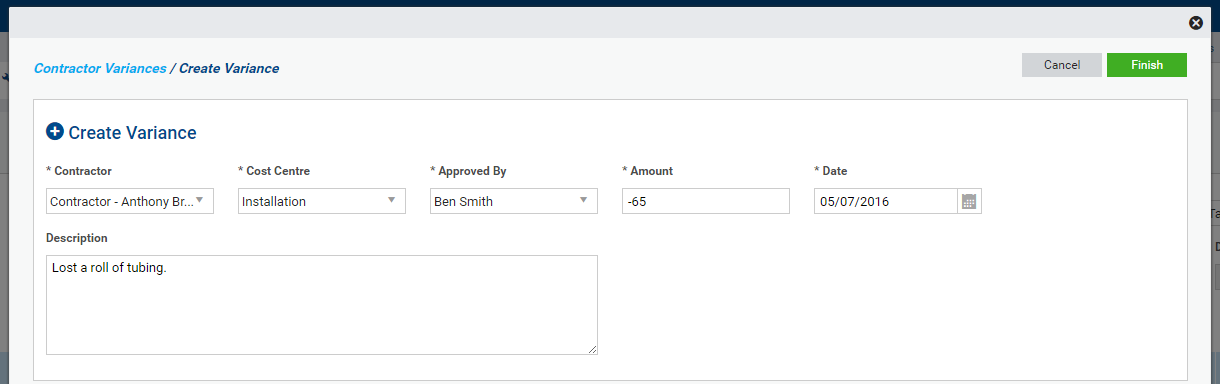 Contractor Variances / Create Variance
Cancel
Finish
Create Variance
* Contractor
* Cost Centre
* Approved By
* Amount
* Date
Contractor - Anthony Br...
Installation
Ben Smith
-65
05/07/2016
Description
Lost a roll of tubing.